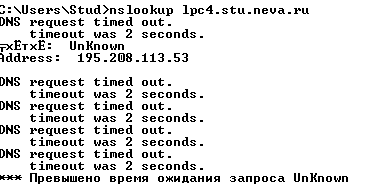 C:\Users\Stud>nslookup lpc4.stu.neva.ru
DNS request timed out.
    timeout was 2 seconds.
╤хЁтхЁ:  UnKnown
Address:  195.208.113.53

DNS request timed out.
    timeout was 2 seconds.
DNS request timed out.
    timeout was 2 seconds.
DNS request timed out.
    timeout was 2 seconds.
DNS request timed out.
    timeout was 2 seconds.
*** Превышено время ожидания запроса UnKnown